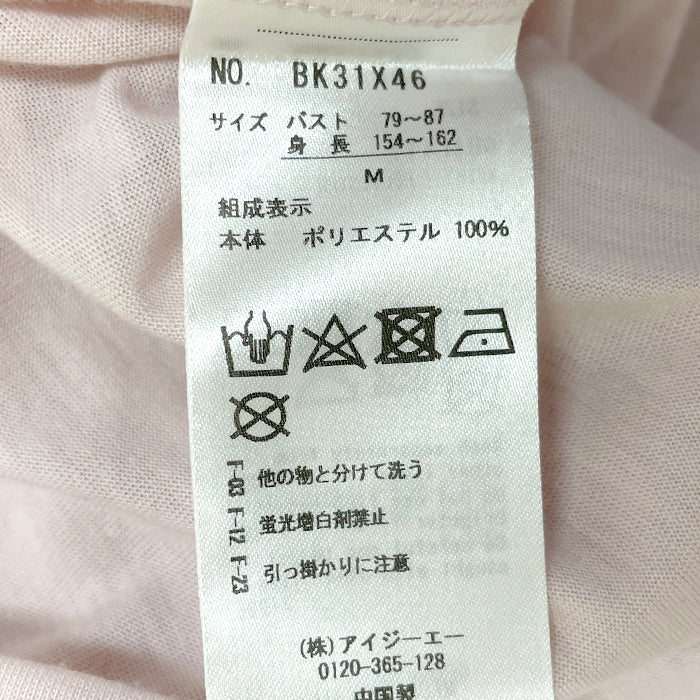 NO. BK31X46
サイズ バスト 79～87
身 長 154～162
M
組成表示
本体 ポリエステル 100%
F-03 他の物と分けて洗う
F-12 蛍光増白剤禁止
F-23 引っ掛かりに注意
(株)アイジーエー
0120-365-128
中国製